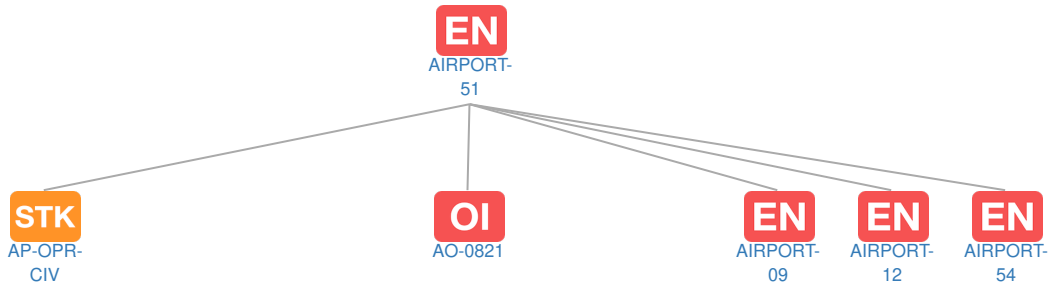 EN
AIRPORT-
51
STK
AP-OPR-
CIV
OI
AO-0821
EN
AIRPORT-
09
EN
AIRPORT-
12
EN
AIRPORT-
54